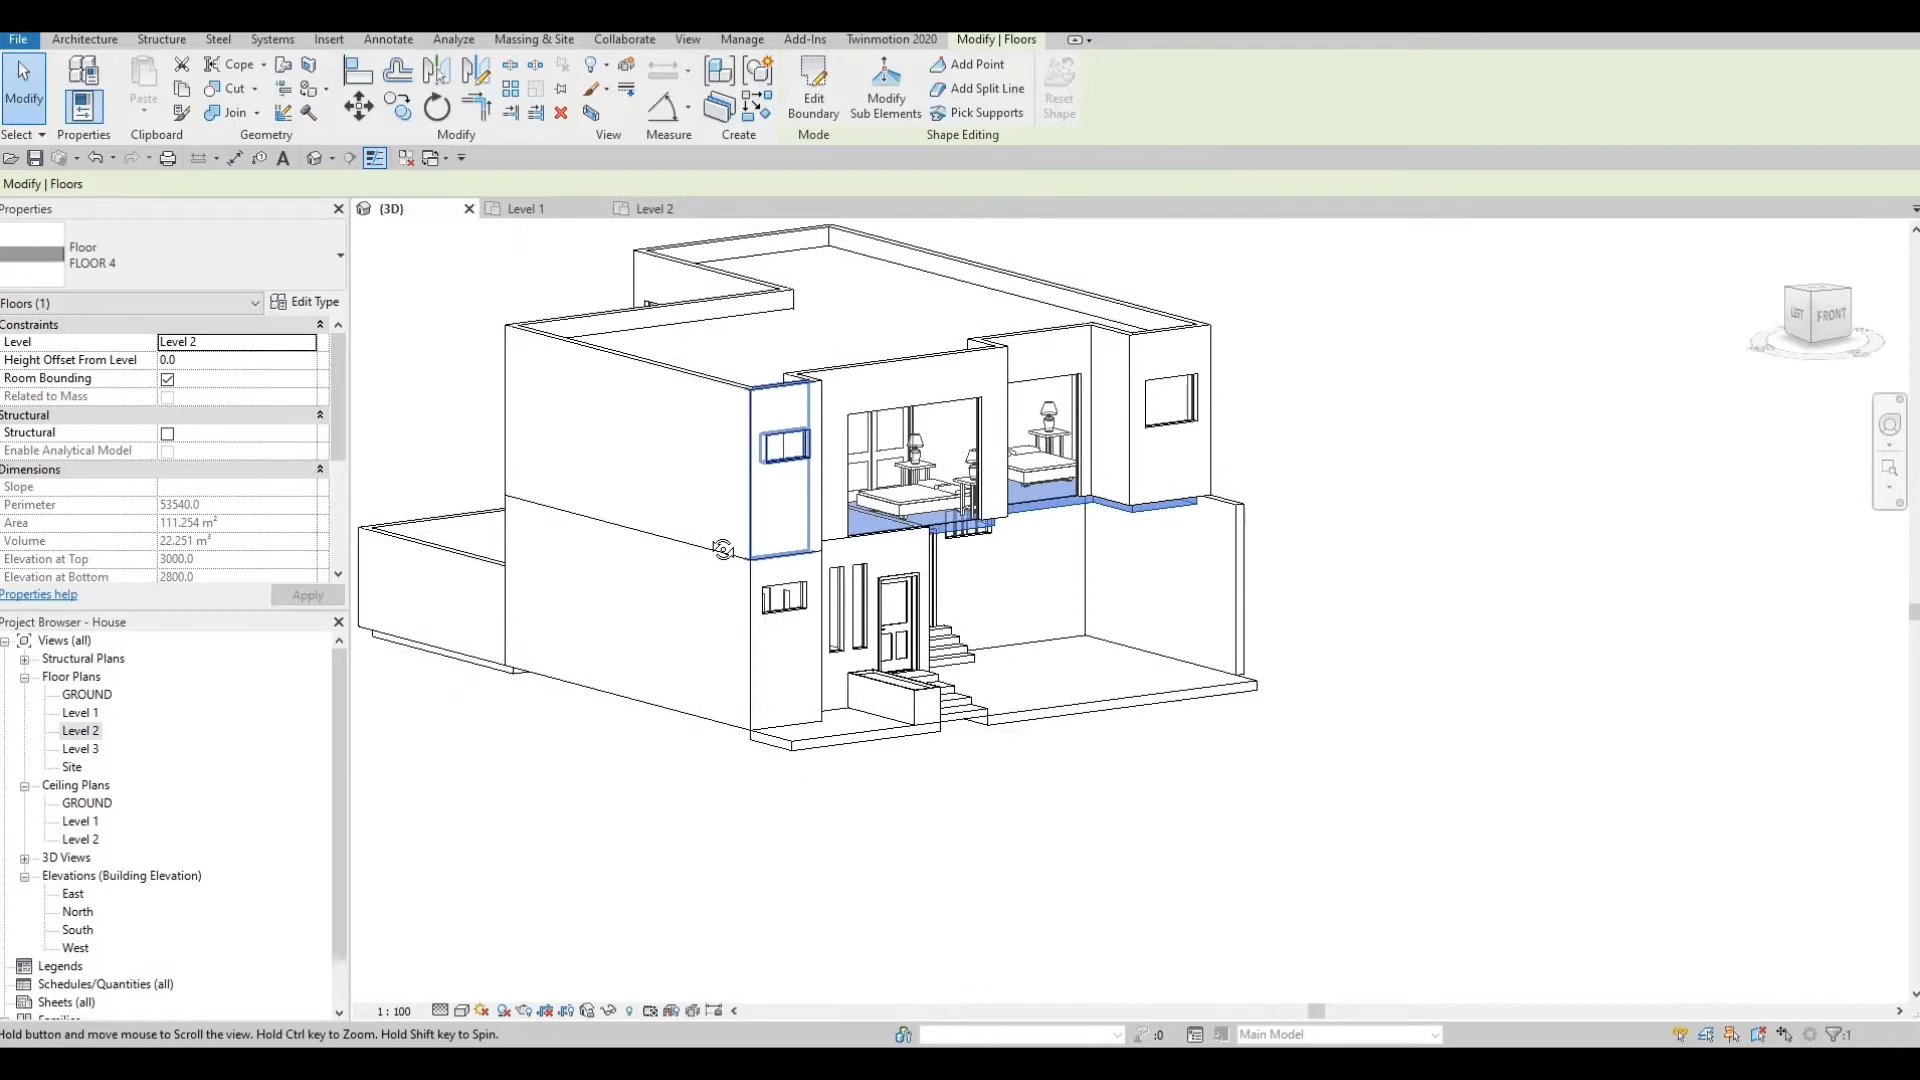 File Architecture Structure Steel Systems Insert Annotate Analyze Massing & Site Collaborate View Manage Add-Ins Twinmotion 2020 Modify | Floors
Cope Add Point
Modify Paste Cut Edit Boundary Modify Sub Elements Add Split Line Reset Shape
Join Pick Supports
Select Properties Clipboard Geometry Modify View Measure Create Mode Shape Editing
A
Modify | Floors
Properties {3D} Level 1 Level 2
Floor
FLOOR 4
Floors (1) Edit Type
Constraints
Level Level 2
Height Offset From Level 0.0
Room Bounding
Related to Mass
Structural
Structural
Enable Analytical Model
Dimensions
Slope
Perimeter 53540.0
Area 111.254 m²
Volume 22.251 m³
Elevation at Top 3000.0
Elevation at Bottom 2800.0
Properties help Apply
LEFT FRONT
Project Browser - House
Views (all)
Structural Plans
Floor Plans
GROUND
Level 1
Level 2
Level 3
Site
Ceiling Plans
GROUND
Level 1
Level 2
3D Views
Elevations (Building Elevation)
East
North
South
West
Legends
Schedules/Quantities (all)
Sheets (all)
1 : 100
Hold button and move mouse to Scroll the view. Hold Ctrl key to Zoom. Hold Shift key to Spin. :0 Main Model :1